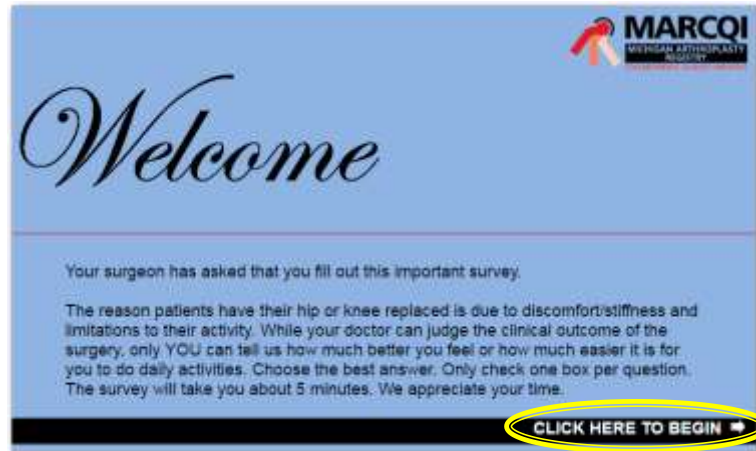 MARCQI
MICHIGAN ARTHROPLASTY
REGISTRY
Welcome
Your surgeon has asked that you fill out this important survey.
The reason patients have their hip or knee replaced is due to discomfort/stiffness and
limitations to their activity. While your doctor can judge the clinical outcome of the
surgery, only YOU can tell us how much better you feel or how much easier it is for
you to do daily activities. Choose the best answer. Only check one box per question.
The survey will take you about 5 minutes. We appreciate your time.
CLICK HERE TO BEGIN ➡